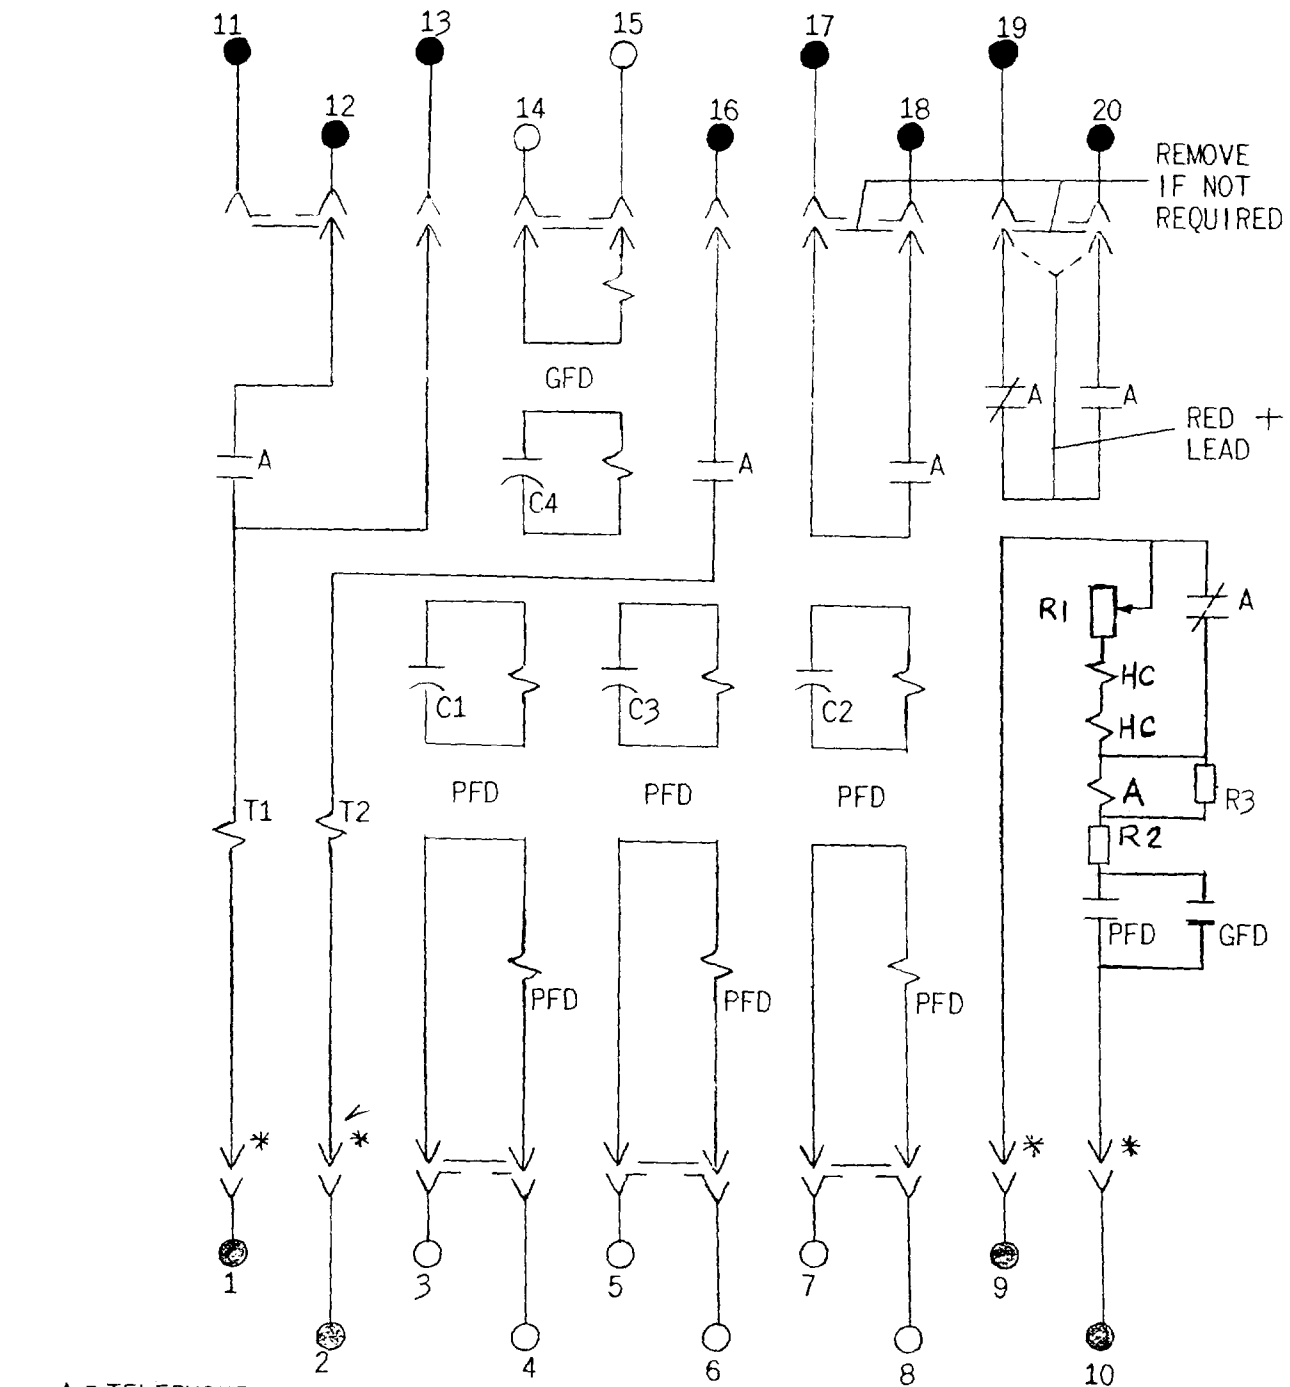 11
13
15
17
19
12
14
16
18
20
REMOVE
IF NOT
REQUIRED
GFD
A
A
RED +
LEAD
A
C4
A
A
R1
A
HC
C1
C3
C2
HC
PFD
PFD
PFD
A
R3
T1
T2
R2
PFD
GFD
PFD
PFD
PFD
*
*
*
*
1
3
5
7
9
2
4
6
8
10